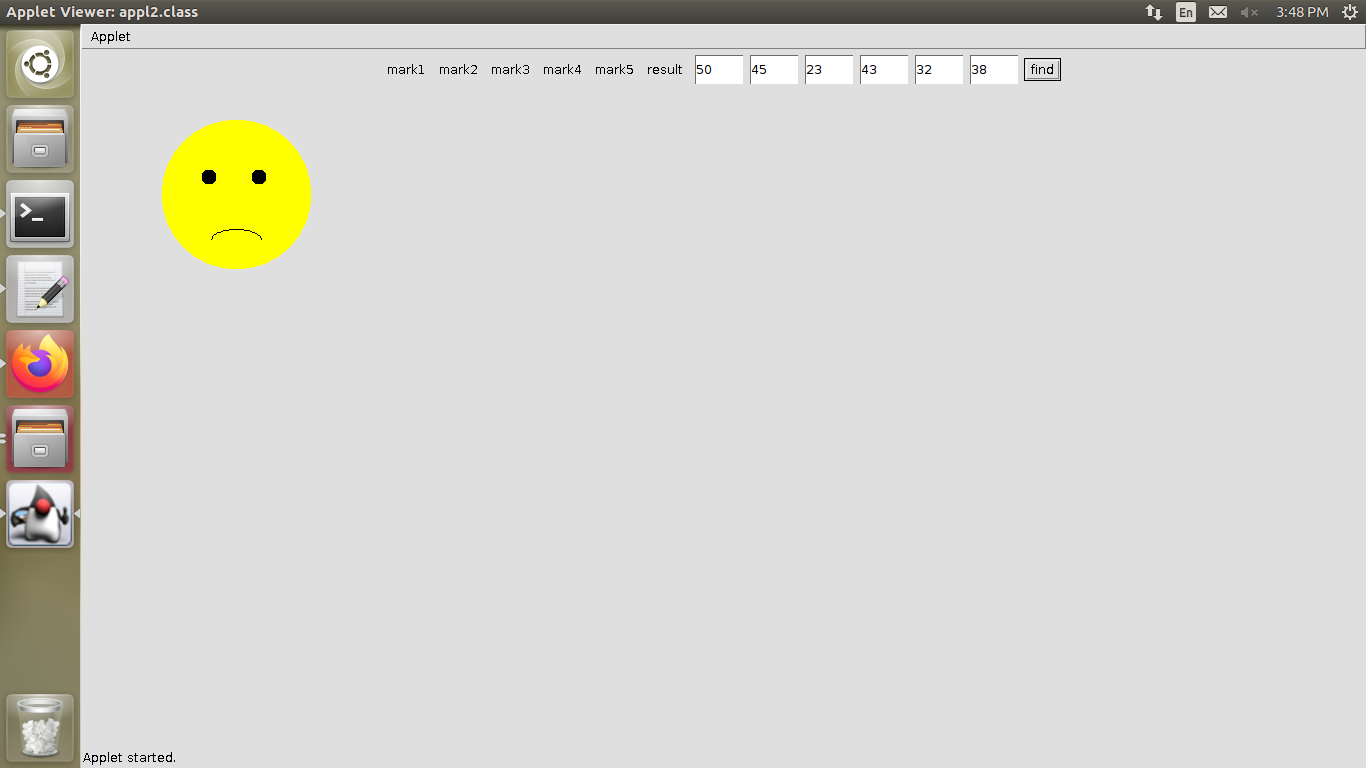 Applet Viewer: appl2.class En 3:48 PM
Applet
mark1 mark2 mark3 mark4 mark5 result 50 45 23 43 32 38 find
>_
Applet started.